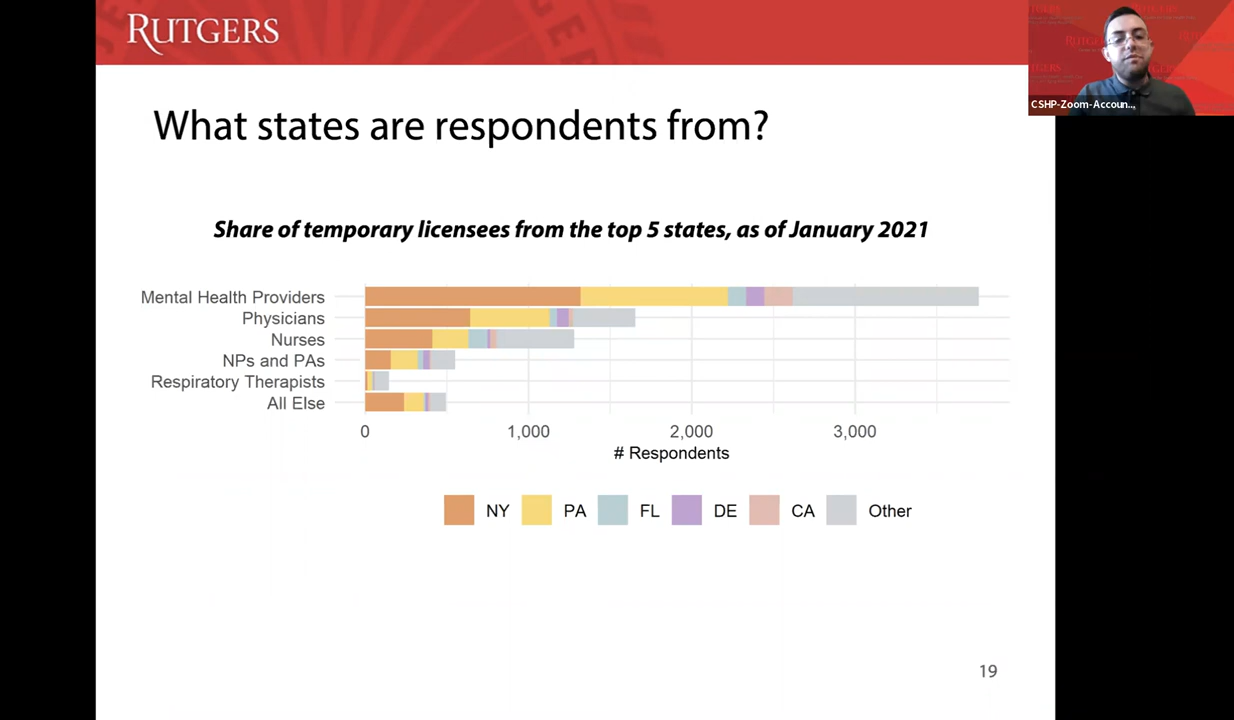 RUTGERS
CSHP-Zoom-Accoun...
What states are respondents from?
Share of temporary licensees from the top 5 states, as of January 2021
Mental Health Providers
Physicians
Nurses
NPs and PAs
Respiratory Therapists
All Else
0 1,000 2,000 3,000
# Respondents
NY PA FL DE CA Other
19